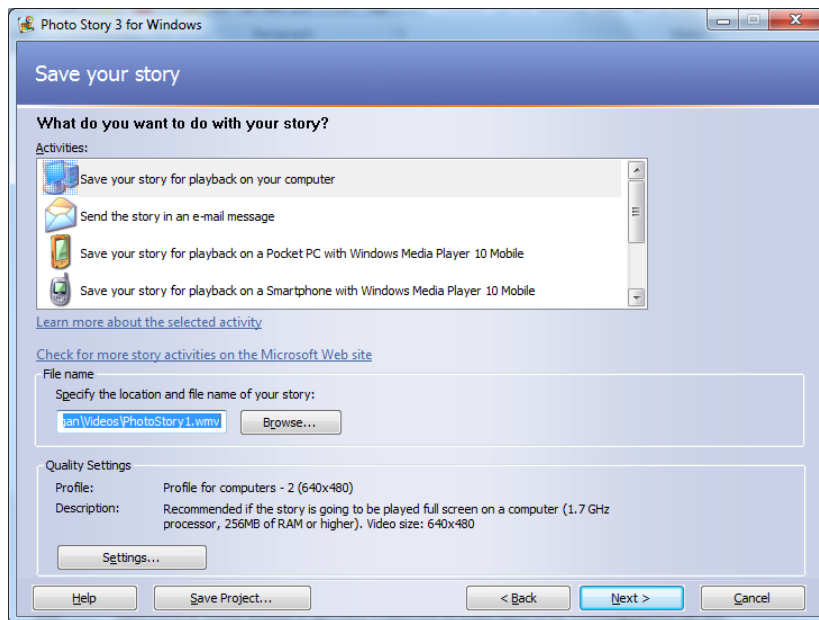 Photo Story 3 for Windows
Save your story
What do you want to do with your story?
Activities:
Save your story for playback on your computer
Send the story in an e-mail message
Save your story for playback on a Pocket PC with Windows Media Player 10 Mobile
Save your story for playback on a Smartphone with Windows Media Player 10 Mobile
Learn more about the selected activity
Check for more story activities on the Microsoft Web site
File name
Specify the location and file name of your story:
gan\Videos\PhotoStory1.wmv Browse...
Quality Settings
Profile: Profile for computers - 2 (640x480)
Description: Recommended if the story is going to be played full screen on a computer (1.7 GHz
processor, 256MB of RAM or higher). Video size: 640x480
Settings...
Help Save Project... < Back Next > Cancel